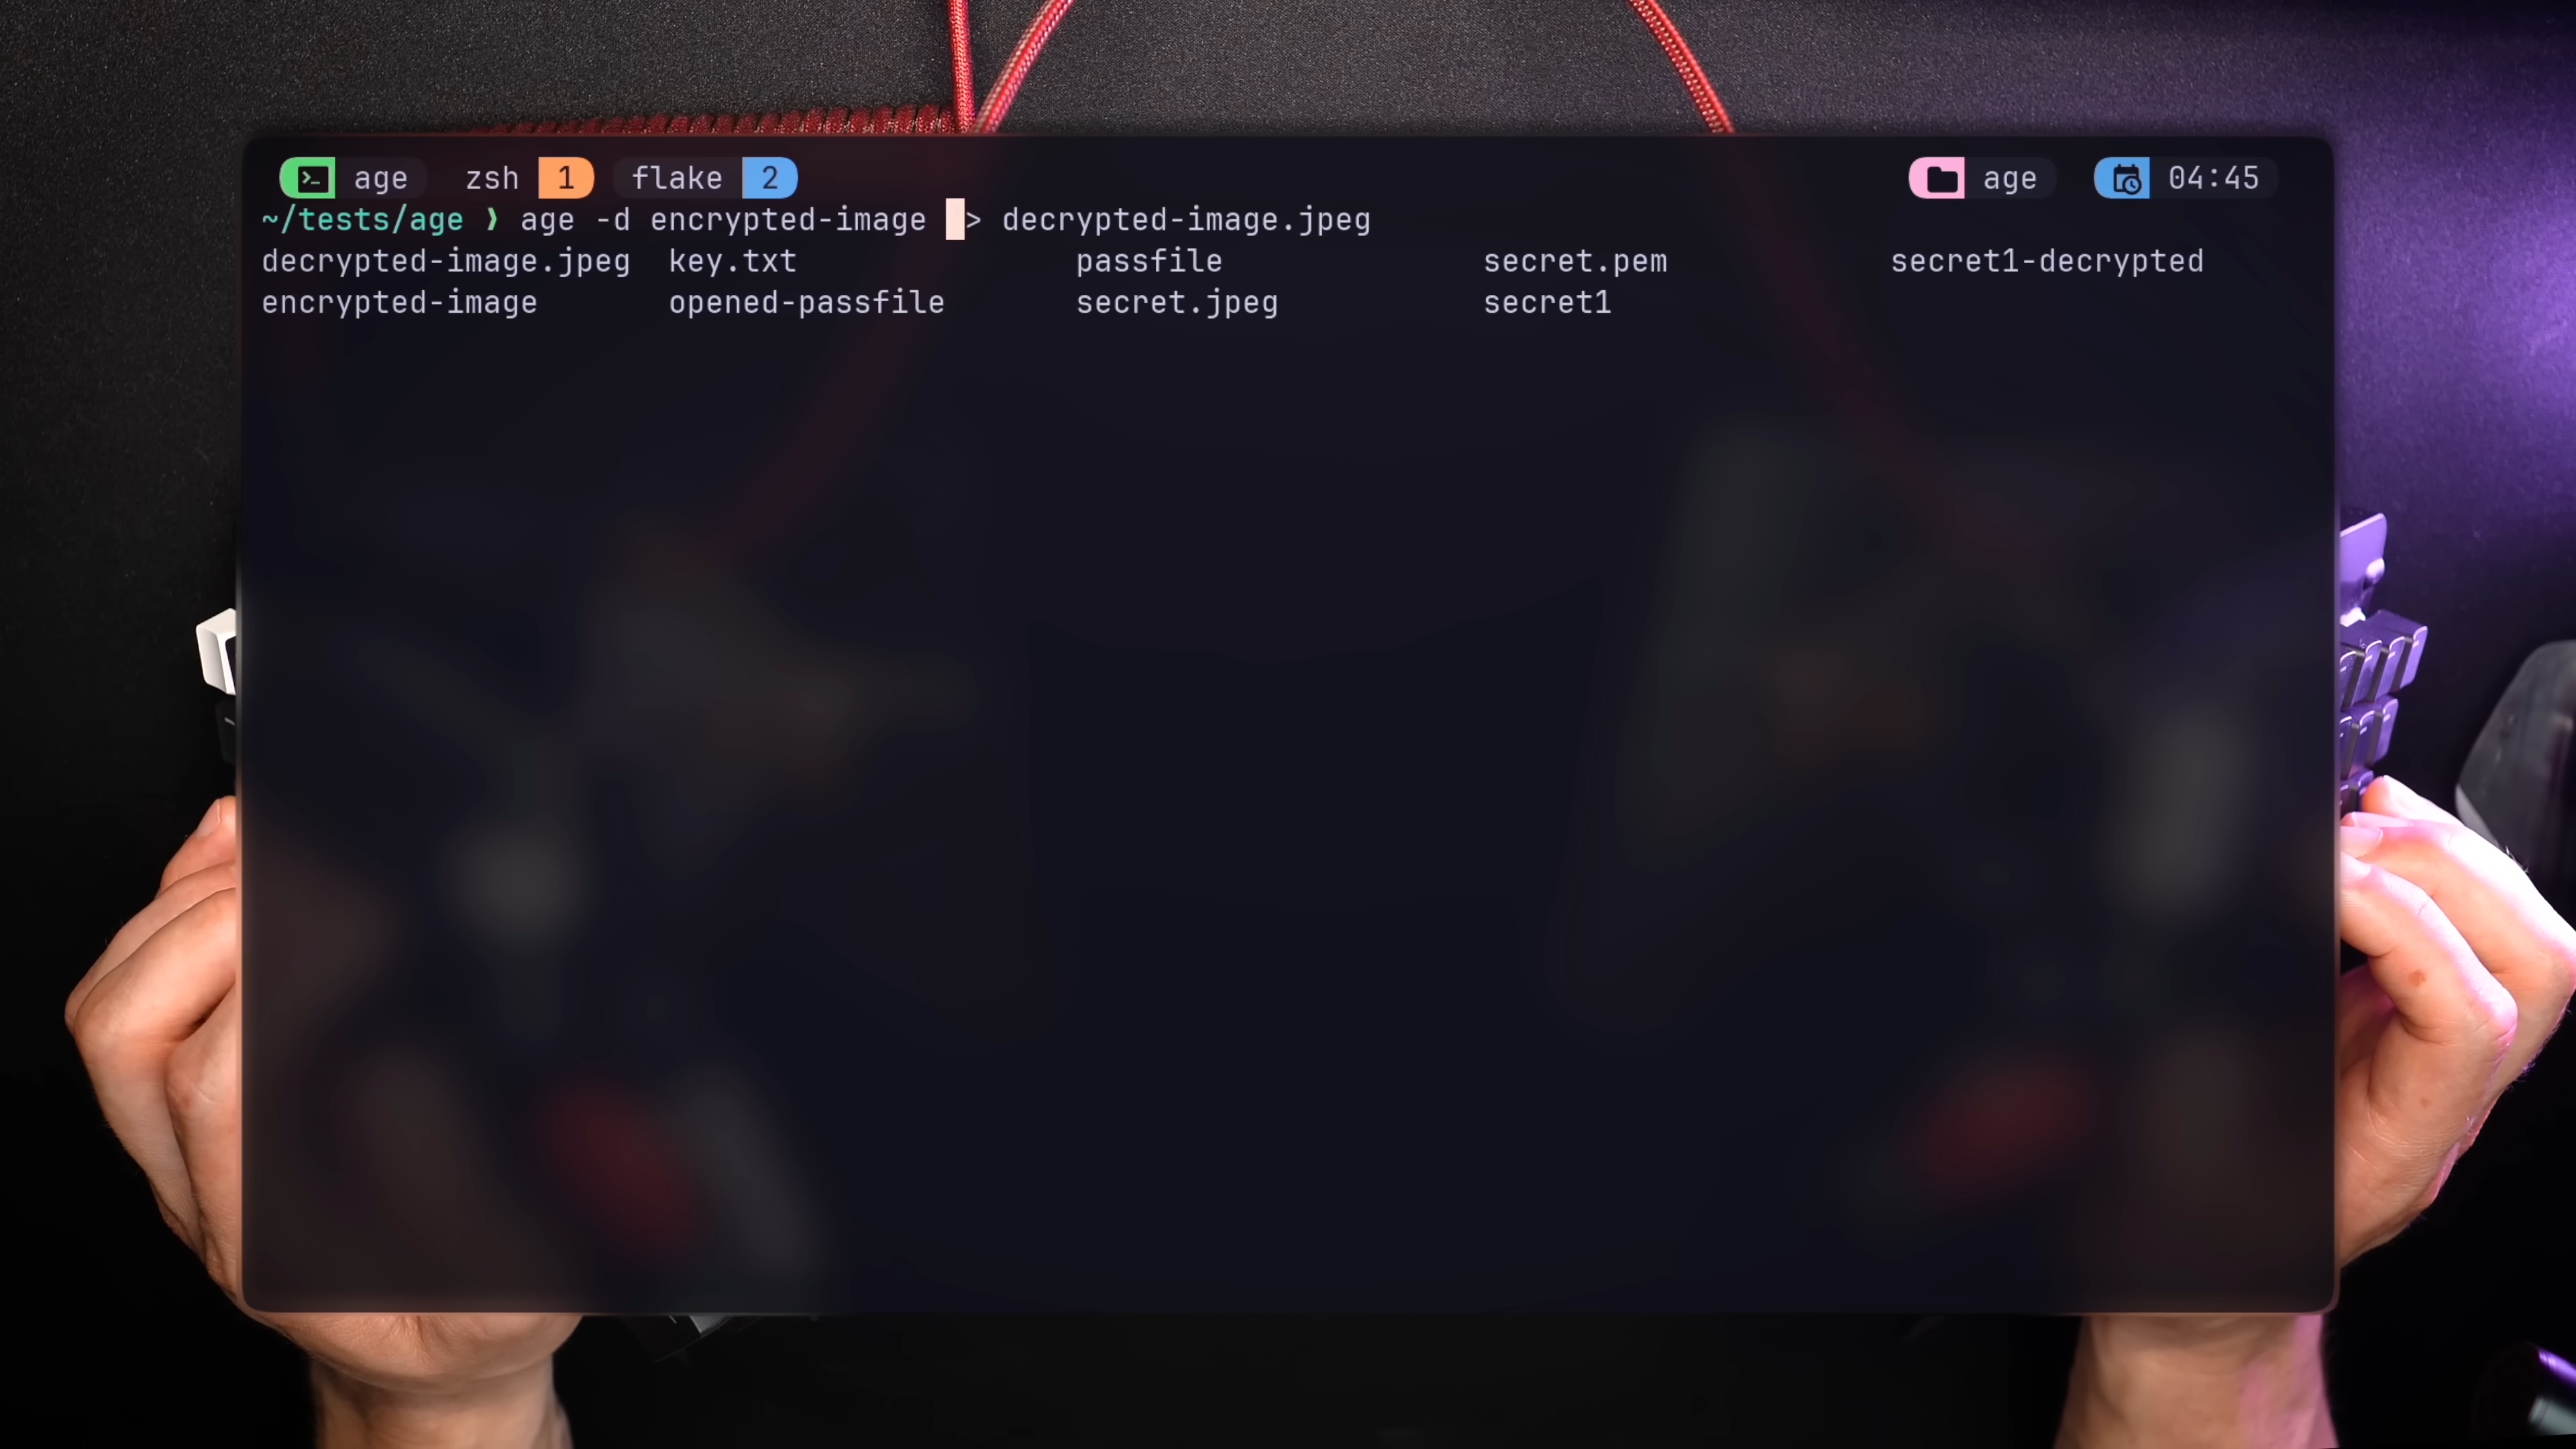 age zsh 1 flake 2 age 04:45
~/tests/age ❯ age -d encrypted-image > decrypted-image.jpeg
decrypted-image.jpeg key.txt passfile secret.pem secret1-decrypted
encrypted-image opened-passfile secret.jpeg secret1